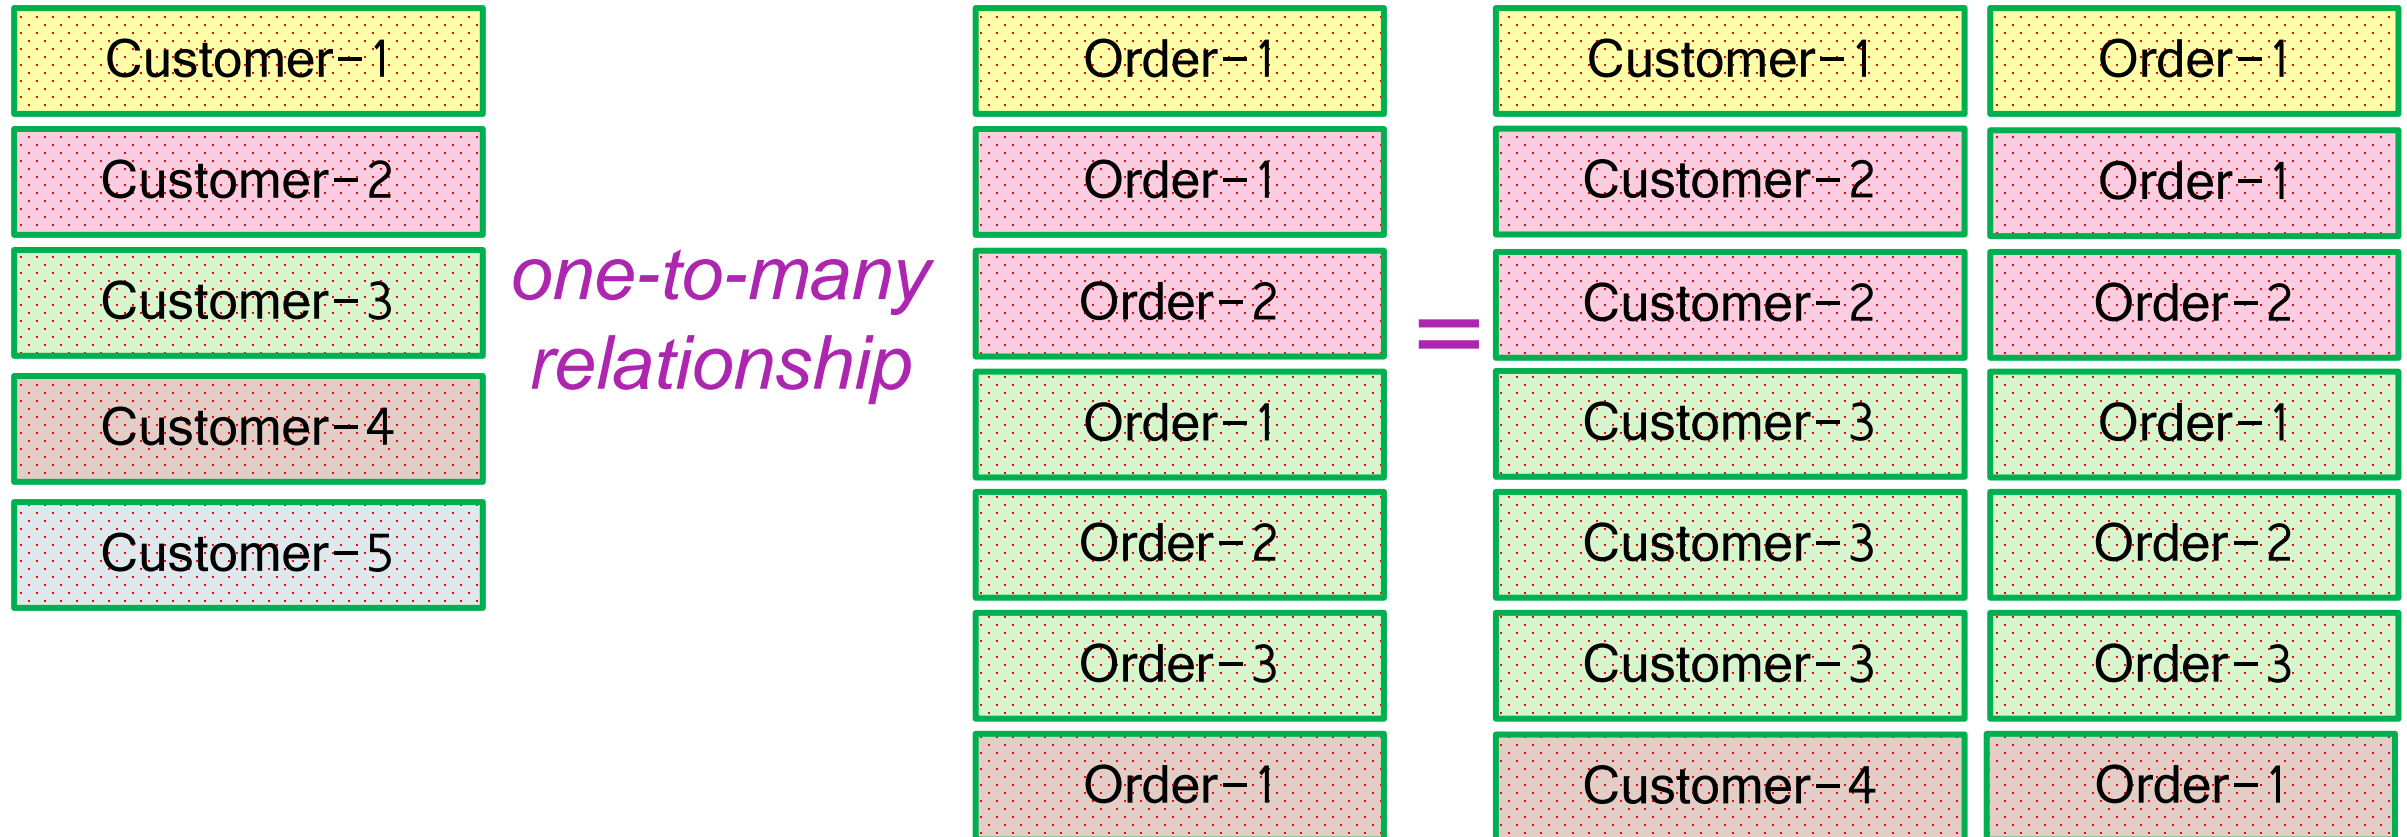 Customer-1
Customer-2
Customer-3
Customer-4
Customer-5
one-to-many
relationship
Order-1
Order-1
Order-2
Order-1
Order-2
Order-3
Order-1
=
Customer-1 Order-1
Customer-2 Order-1
Customer-2 Order-2
Customer-3 Order-1
Customer-3 Order-2
Customer-3 Order-3
Customer-4 Order-1